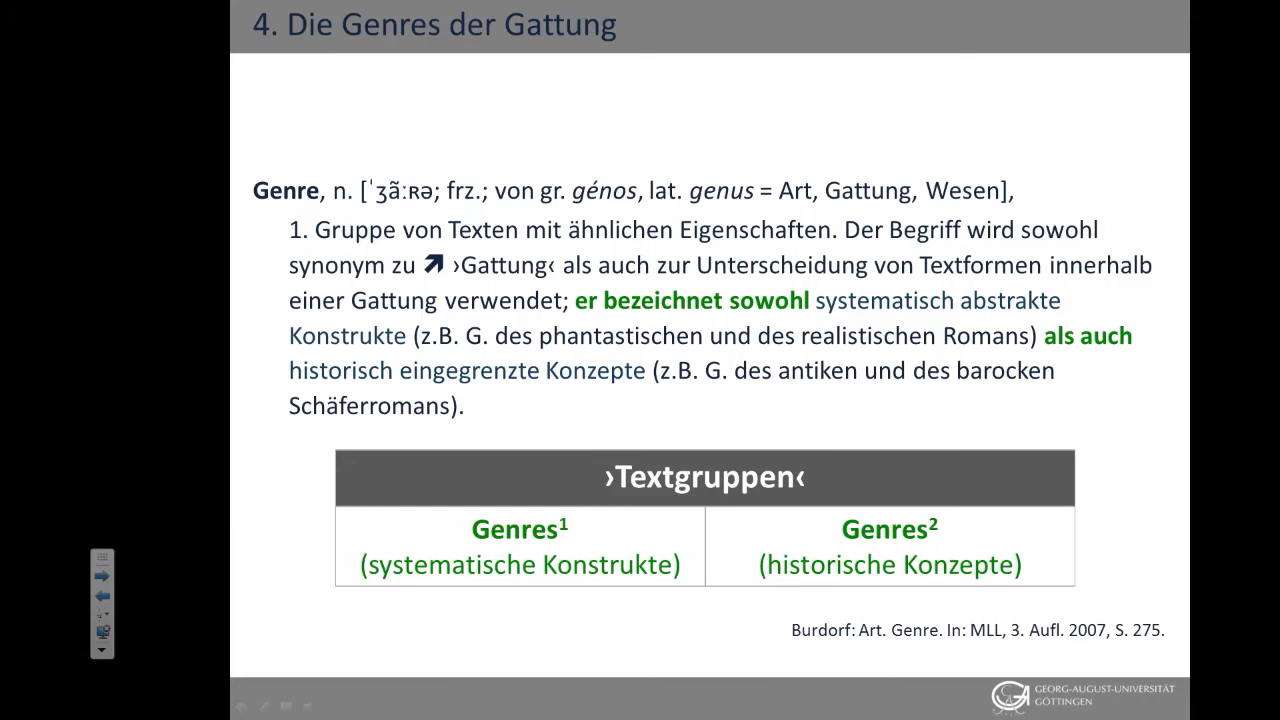 4. Die Genres der Gattung
Genre, n. [ˈʒãːʀə; frz.; von gr. génos, lat. genus = Art, Gattung, Wesen],
1. Gruppe von Texten mit ähnlichen Eigenschaften. Der Begriff wird sowohl
synonym zu 🡵 ›Gattung‹ als auch zur Unterscheidung von Textformen innerhalb
einer Gattung verwendet; er bezeichnet sowohl systematisch abstrakte
Konstrukte (z.B. G. des phantastischen und des realistischen Romans) als auch
historisch eingegrenzte Konzepte (z.B. G. des antiken und des barocken
Schäferromans).
›Textgruppen‹
Genres¹ Genres²
(systematische Konstrukte) (historische Konzepte)
Burdorf: Art. Genre. In: MLL, 3. Aufl. 2007, S. 275.
GEORG-AUGUST-UNIVERSITÄT
GÖTTINGEN